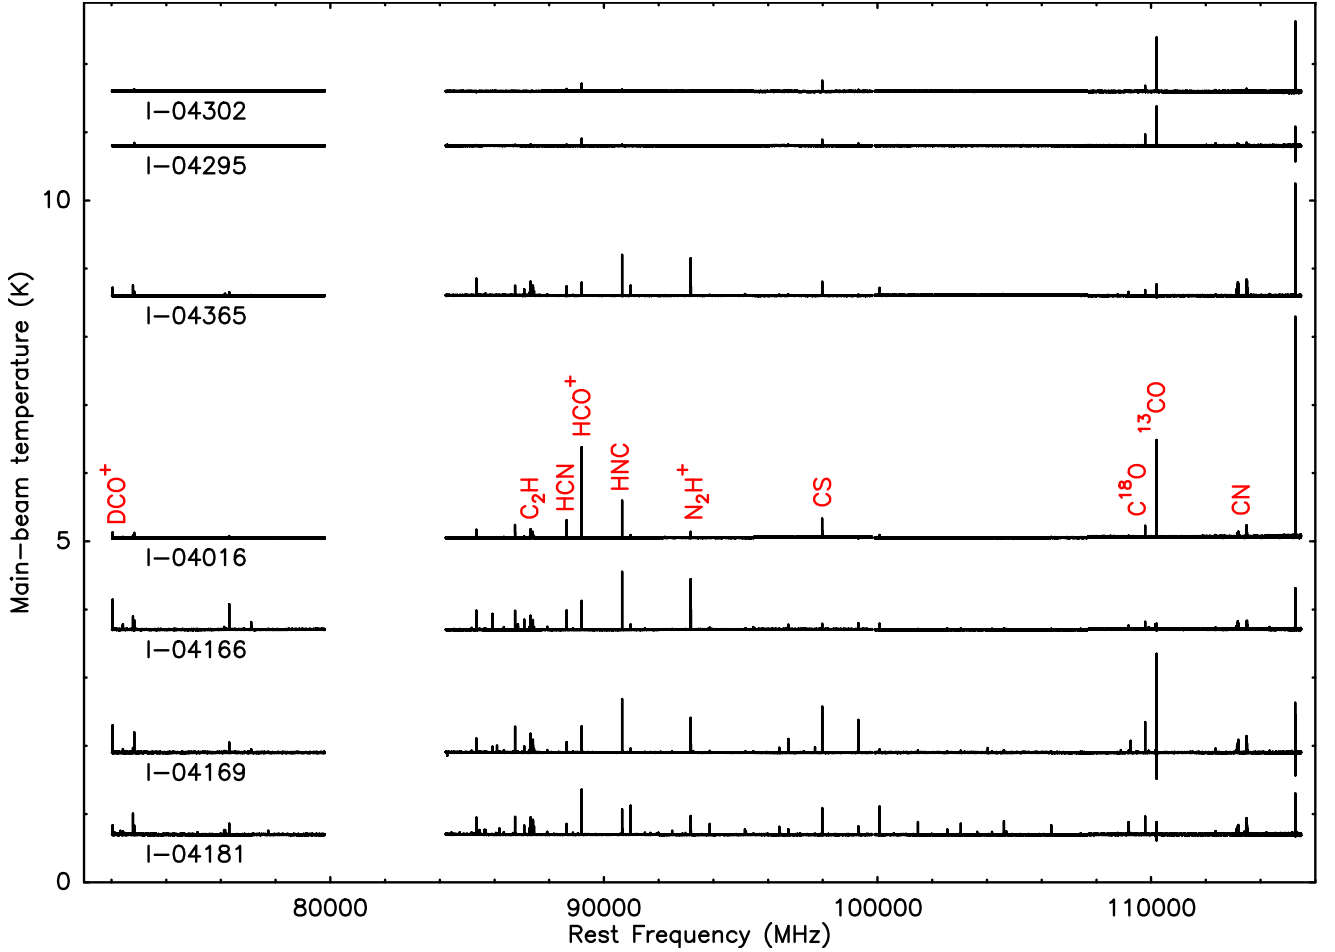 I-04302
I-04295
10
I-04365
Main-beam temperature (K)
DCO⁺
C₂H
HCN
HCO⁺
HNC
N₂H⁺
CS
C¹⁸O
¹³CO
CN
5
I-04016
I-04166
I-04169
I-04181
0
80000 90000 100000 110000
Rest Frequency (MHz)